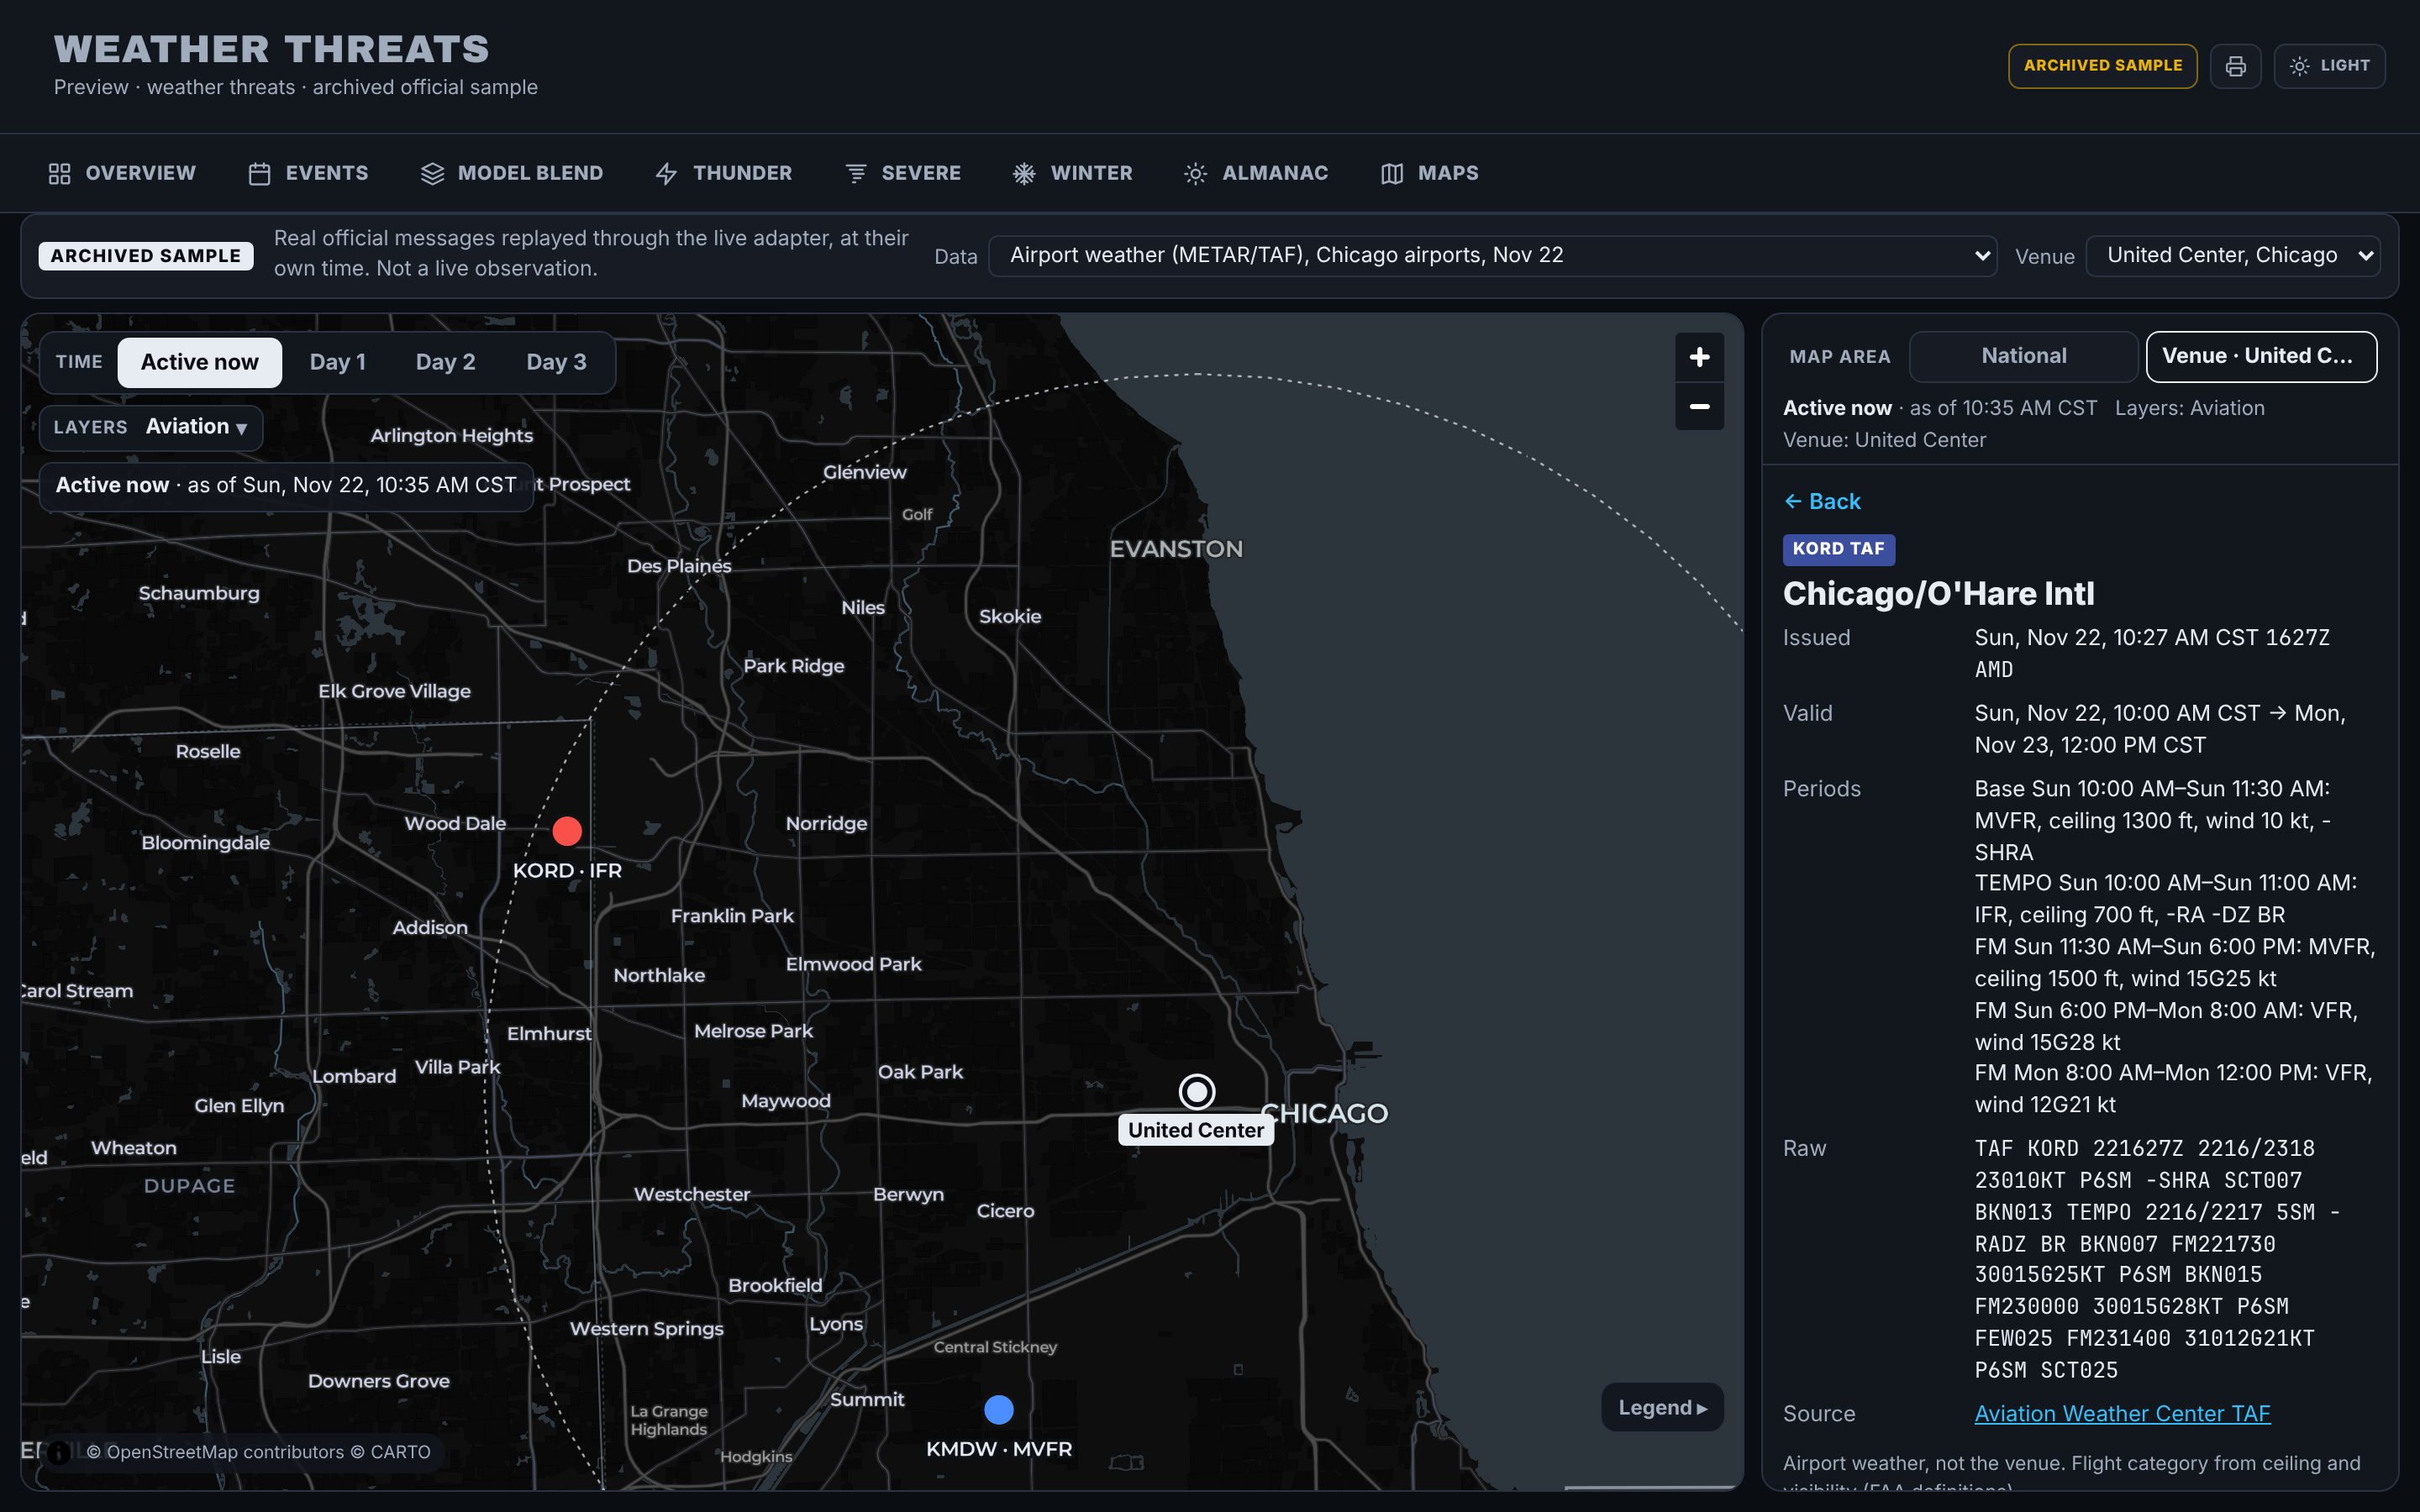 WEATHER THREATS
Preview · weather threats · archived official sample
ARCHIVED SAMPLE
LIGHT
OVERVIEW
EVENTS
MODEL BLEND
THUNDER
SEVERE
WINTER
ALMANAC
MAPS
ARCHIVED SAMPLE
Real official messages replayed through the live adapter, at their
own time. Not a live observation.
Data
Airport weather (METAR/TAF), Chicago airports, Nov 22
Venue
United Center, Chicago
TIME
Active now
Day 1
Day 2
Day 3
LAYERS Aviation ▾
Active now · as of Sun, Nov 22, 10:35 AM CST
Arlington Heights
Prospect
Glenview
Golf
EVANSTON
Des Plaines
Schaumburg
Niles
Skokie
Park Ridge
Elk Grove Village
Roselle
Wood Dale
Norridge
Bloomingdale
KORD · IFR
Franklin Park
Addison
Elmwood Park
Northlake
Carol Stream
Elmhurst
Melrose Park
Villa Park
Oak Park
Lombard
Maywood
Glen Ellyn
CHICAGO
United Center
Wheaton
DUPAGE
Westchester
Berwyn
Cicero
Brookfield
Lyons
Western Springs
Central Stickney
Lisle
Downers Grove
Summit
La Grange
Highlands
KMDW · MVFR
Hodgkins
Legend ▸
© OpenStreetMap contributors © CARTO
MAP AREA
National
Venue · United C...
Active now · as of 10:35 AM CST Layers: Aviation
Venue: United Center
← Back
KORD TAF
Chicago/O'Hare Intl
Issued
Sun, Nov 22, 10:27 AM CST 1627Z
AMD
Valid
Sun, Nov 22, 10:00 AM CST → Mon,
Nov 23, 12:00 PM CST
Periods
Base Sun 10:00 AM–Sun 11:30 AM:
MVFR, ceiling 1300 ft, wind 10 kt, -
SHRA
TEMPO Sun 10:00 AM–Sun 11:00 AM:
IFR, ceiling 700 ft, -RA -DZ BR
FM Sun 11:30 AM–Sun 6:00 PM: MVFR,
ceiling 1500 ft, wind 15G25 kt
FM Sun 6:00 PM–Mon 8:00 AM: VFR,
wind 15G28 kt
FM Mon 8:00 AM–Mon 12:00 PM: VFR,
wind 12G21 kt
Raw
TAF KORD 221627Z 2216/2318
23010KT P6SM -SHRA SCT007
BKN013 TEMPO 2216/2217 5SM -
RADZ BR BKN007 FM221730
30015G25KT P6SM BKN015
FM230000 30015G28KT P6SM
FEW025 FM231400 31012G21KT
P6SM SCT025
Source
Aviation Weather Center TAF
Airport weather, not the venue. Flight category from ceiling and
visibility (FAA definitions)